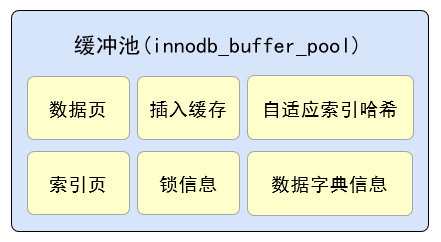 缓冲池(innodb_buffer_pool)
数据页 插入缓存 自适应索引哈希
索引页 锁信息 数据字典信息